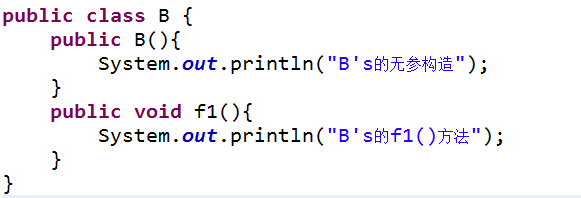 public class B {
    public B(){
        System.out.println("B's的无参构造");
    }
    public void f1(){
        System.out.println("B's的f1()方法");
    }
}